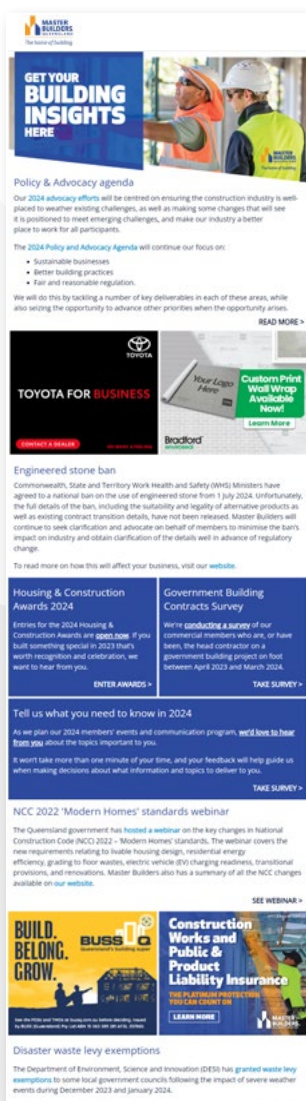 MASTER
BUILDERS
QUEENSLAND
The home of building
GET YOUR
BUILDING
INSIGHTS
HERE
MASTER
BUILDERS
QUEENSLAND
The home of building
Policy & Advocacy agenda
Our 2024 advocacy efforts will be centred on ensuring the construction industry is well-
placed to weather existing challenges, as well as making some changes that will see
it is positioned to meet emerging challenges, and make our industry a better
place to work for all participants.
The 2024 Policy and Advocacy Agenda will continue our focus on:
• Sustainable businesses
• Better building practices
• Fair and reasonable regulation.
We will do this by tackling a number of key deliverables in each of these areas, while
also seizing the opportunity to advance other priorities when the opportunity arises.
READ MORE >
TOYOTA
TOYOTA FOR BUSINESS
CONTACT A DEALER
Your Logo
Here
Custom Print
Wall Wrap
Available
Now!
Learn More
Bradford
Engineered stone ban
Commonwealth, State and Territory Work Health and Safety (WHS) Ministers have
agreed to a national ban on the use of engineered stone from 1 July 2024. Unfortunately,
the full details of the ban, including the suitability and legality of alternative products as
well as existing contract transition details, have not been released. Master Builders will
continue to seek clarification and advocate on behalf of members to minimise the ban's
impact on industry and obtain clarification of the details well in advance of regulatory
change.
To read more on how this will affect your business, visit our website.
Housing & Construction
Awards 2024
Entries for the 2024 Housing &
Construction Awards are open now. If you
built something special in 2023 that's
worth recognition and celebration, we
want to hear from you.
ENTER AWARDS >
Government Building
Contracts Survey
We're conducting a survey of our
commercial members who are, or have
been, the head contractor on a
government building project on foot
between April 2023 and March 2024.
TAKE SURVEY >
Tell us what you need to know in 2024
As we plan our 2024 members' events and communication program, we'd love to hear
from you about the topics important to you.
It won't take more than one minute of your time, and your feedback will help guide us
when making decisions about what information and topics to deliver to you.
TAKE SURVEY >
NCC 2022 'Modern Homes' standards webinar
The Queensland government has hosted a webinar on the key changes in National
Construction Code (NCC) 2022 – 'Modern Homes' standards. The webinar covers the
new requirements relating to livable housing design, residential energy
efficiency, grading to floor wastes, electric vehicle (EV) charging readiness, transitional
provisions, and renovations. Master Builders also has a summary of all the NCC changes
available on our website.
SEE WEBINAR >
BUILD.
BELONG.
GROW.
BUSSQ
Queensland's building super
Construction
Works and
Public &
Product
Liability Insurance
THE PLATINUM PROTECTION
YOU CAN COUNT ON
LEARN MORE
MASTER
BUILDERS
Disaster waste levy exemptions
The Department of Environment, Science and Innovation (DESI) has granted waste levy
exemptions to some local government councils following the impact of severe weather
events during December 2023 and January 2024.